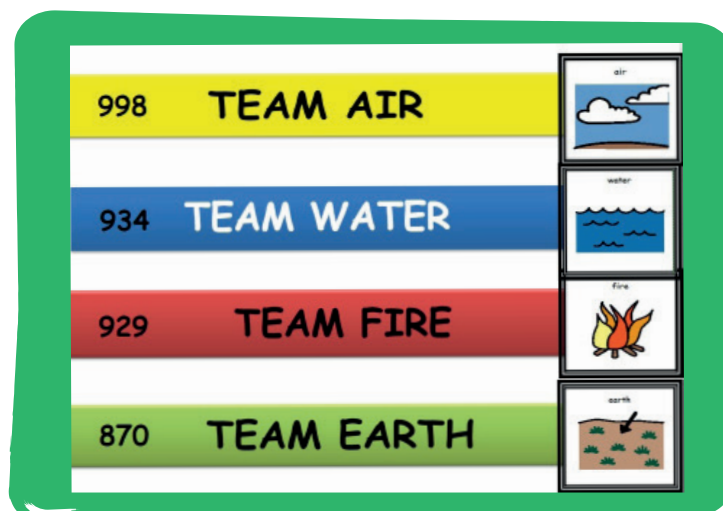 998 TEAM AIR
air
934 TEAM WATER
water
929 TEAM FIRE
fire
870 TEAM EARTH
earth